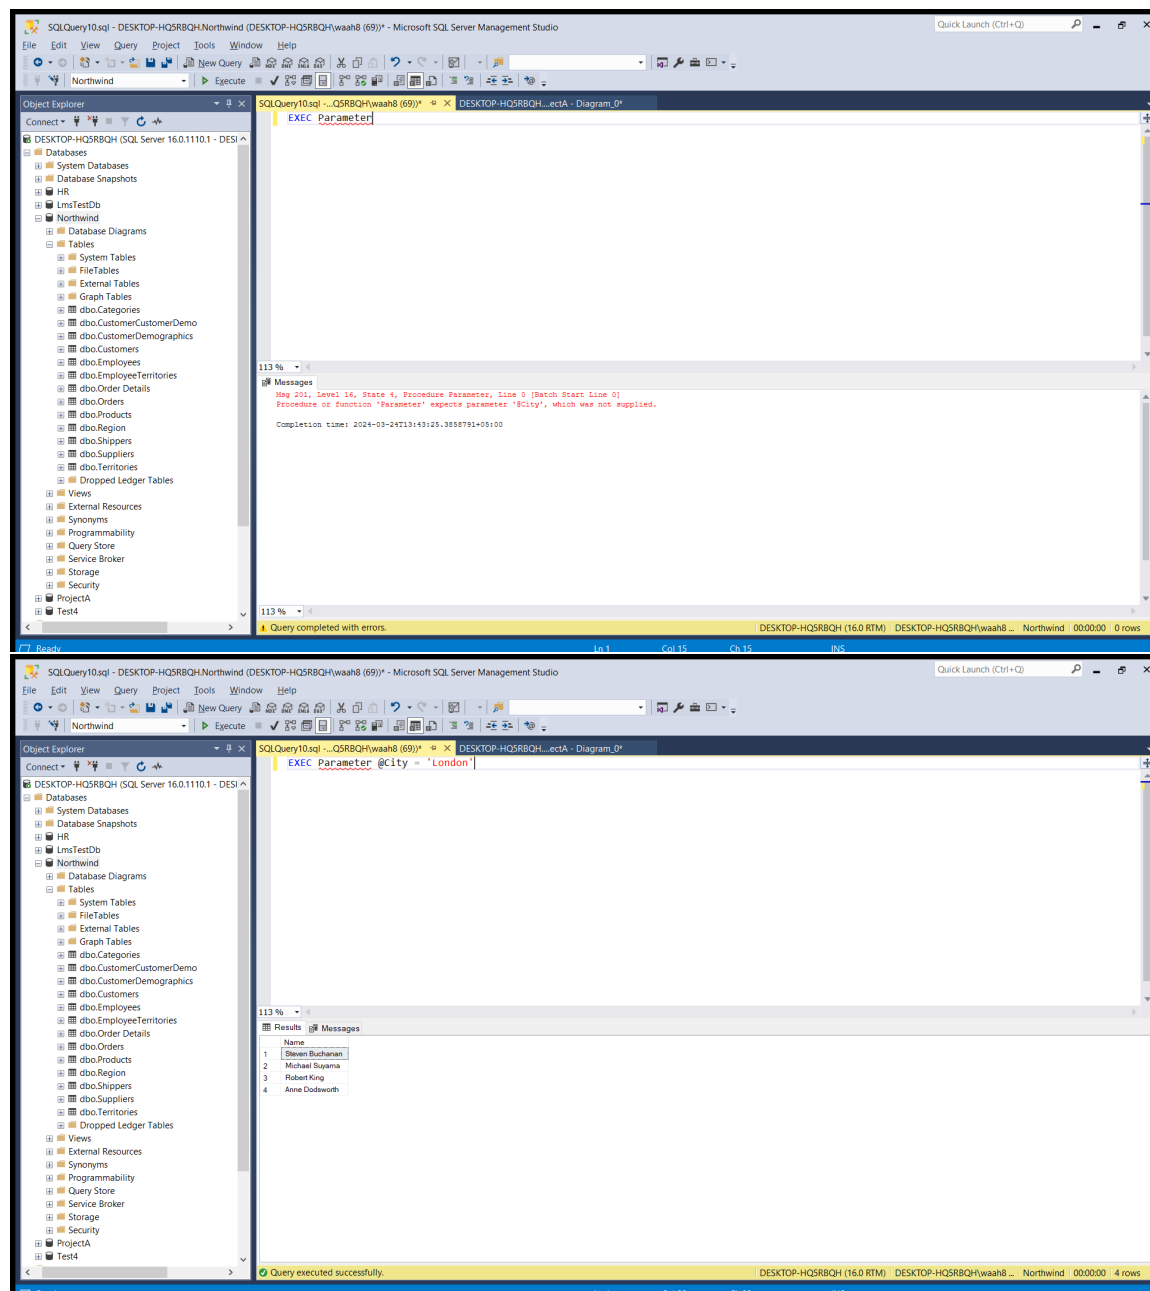 SQLQuery10.sql - DESKTOP-HQ5RBQH.Northwind (DESKTOP-HQ5RBQH\waah8 (69))* - Microsoft SQL Server Management Studio
Quick Launch (Ctrl+Q)
File Edit View Query Project Tools Window Help
New Query
Northwind
Execute
Object Explorer
SQLQuery10.sql -...Q5RBQH\waah8 (69))*
DESKTOP-HQ5RBQH....ectA - Diagram_0*
Connect
EXEC Parameter
DESKTOP-HQ5RBQH (SQL Server 16.0.1110.1 - DESI
Databases
System Databases
Database Snapshots
HR
LmsTestDb
Northwind
Database Diagrams
Tables
System Tables
FileTables
External Tables
Graph Tables
dbo.Categories
dbo.CustomerCustomerDemo
dbo.CustomerDemographics
dbo.Customers
dbo.Employees
dbo.EmployeeTerritories
dbo.Order Details
dbo.Orders
dbo.Products
dbo.Region
dbo.Shippers
dbo.Suppliers
dbo.Territories
Dropped Ledger Tables
Views
External Resources
Synonyms
Programmability
Query Store
Service Broker
Storage
Security
ProjectA
Test4
113 %
Messages
Msg 201, Level 16, State 4, Procedure Parameter, Line 0 [Batch Start Line 0]
Procedure or function 'Parameter' expects parameter '@City', which was not supplied.
Completion time: 2024-03-24T13:43:25.3858791+05:00
113 %
Query completed with errors.
DESKTOP-HQ5RBQH (16.0 RTM) DESKTOP-HQ5RBQH\waah8 ... Northwind 00:00:00 0 rows
Ready Ln 1 Col 15 Ch 15 INS
SQLQuery10.sql - DESKTOP-HQ5RBQH.Northwind (DESKTOP-HQ5RBQH\waah8 (69))* - Microsoft SQL Server Management Studio
Quick Launch (Ctrl+Q)
File Edit View Query Project Tools Window Help
New Query
Northwind
Execute
Object Explorer
SQLQuery10.sql -...Q5RBQH\waah8 (69))*
DESKTOP-HQ5RBQH....ectA - Diagram_0*
Connect
EXEC Parameter @City = 'London'
DESKTOP-HQ5RBQH (SQL Server 16.0.1110.1 - DESI
Databases
System Databases
Database Snapshots
HR
LmsTestDb
Northwind
Database Diagrams
Tables
System Tables
FileTables
External Tables
Graph Tables
dbo.Categories
dbo.CustomerCustomerDemo
dbo.CustomerDemographics
dbo.Customers
dbo.Employees
dbo.EmployeeTerritories
dbo.Order Details
dbo.Orders
dbo.Products
dbo.Region
dbo.Shippers
dbo.Suppliers
dbo.Territories
Dropped Ledger Tables
Views
External Resources
Synonyms
Programmability
Query Store
Service Broker
Storage
Security
ProjectA
Test4
113 %
Results Messages
Name
1 Steven Buchanan
2 Michael Suyama
3 Robert King
4 Anne Dodsworth
Query executed successfully.
DESKTOP-HQ5RBQH (16.0 RTM) DESKTOP-HQ5RBQH\waah8 ... Northwind 00:00:00 4 rows